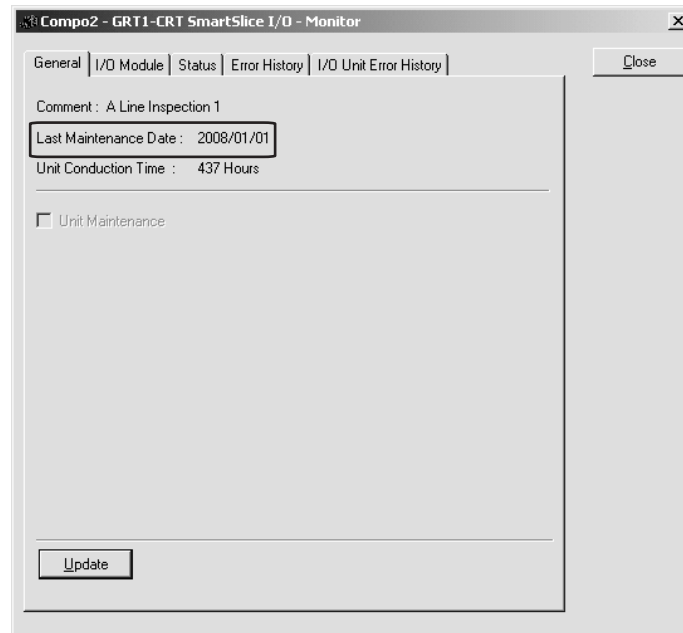 Compo2 - GRT1-CRT SmartSlice I/O - Monitor
General I/O Module Status Error History I/O Unit Error History
Close
Comment : A Line Inspection 1
Last Maintenance Date : 2008/01/01
Unit Conduction Time : 437 Hours
Unit Maintenance
Update